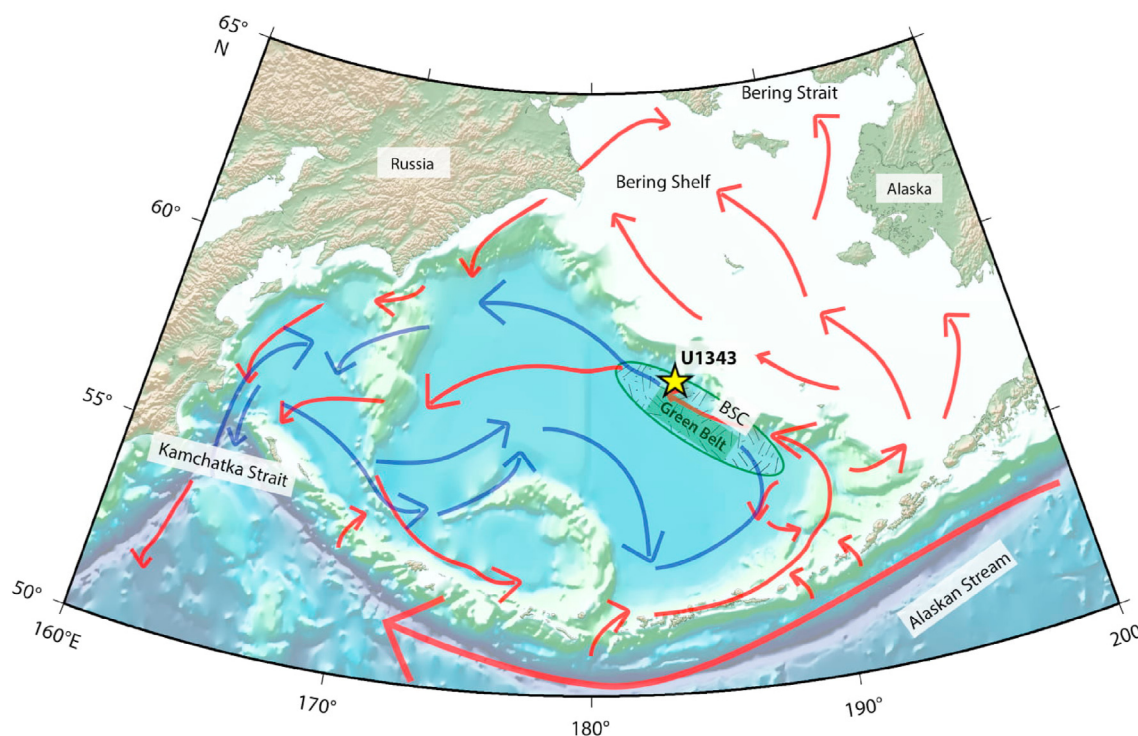 65°
N
Bering Strait
Russia
Bering Shelf
Alaska
60°
U1343
BSC
Green Belt
55°
Kamchatka Strait
Alaskan Stream
50°
160°E
170°
180°
190°
200